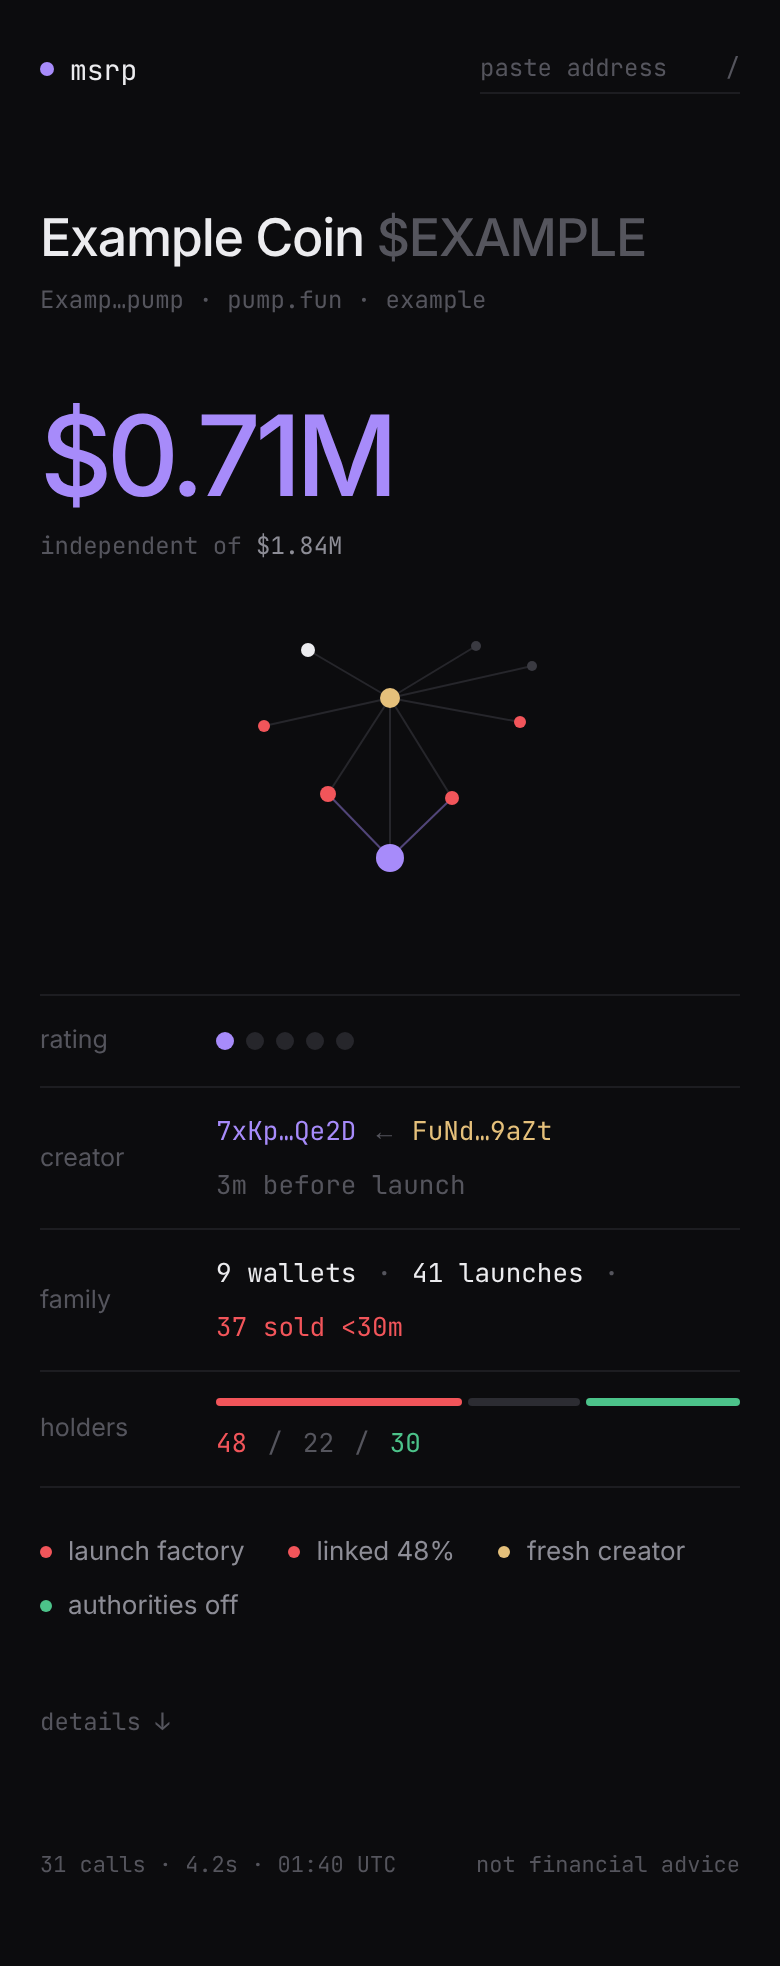 msrp
paste address /
Example Coin $EXAMPLE
Examp…pump · pump.fun · example
$0.71M
independent of $1.84M
rating
creator
7xKp…Qe2D ← FuNd…9aZt
3m before launch
family
9 wallets · 41 launches ·
37 sold <30m
holders
48 / 22 / 30
launch factory linked 48% fresh creator
authorities off
details ↓
31 calls · 4.2s · 01:40 UTC not financial advice